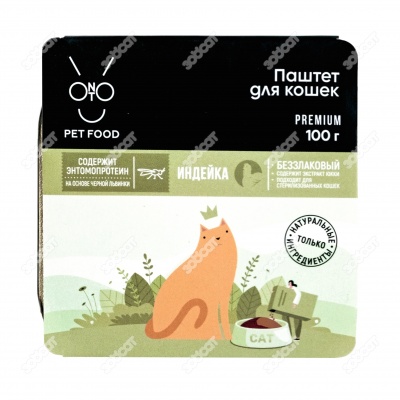 ONTO
PET FOOD
Паштет
для кошек
PREMIUM
100 г
СОДЕРЖИТ
ЭНТОМОПРОТЕИН
НА ОСНОВЕ ЧЕРНОЙ ЛЬВИНКИ
ИНДЕЙКА
БЕЗЗЛАКОВЫЙ
СОДЕРЖИТ ЭКСТРАКТ ЮККИ
ПОДХОДИТ ДЛЯ
СТЕРИЛИЗОВАННЫХ КОШЕК
НАТУРАЛЬНЫЕ
ТОЛЬКО
ИНГРЕДИЕНТЫ
CAT